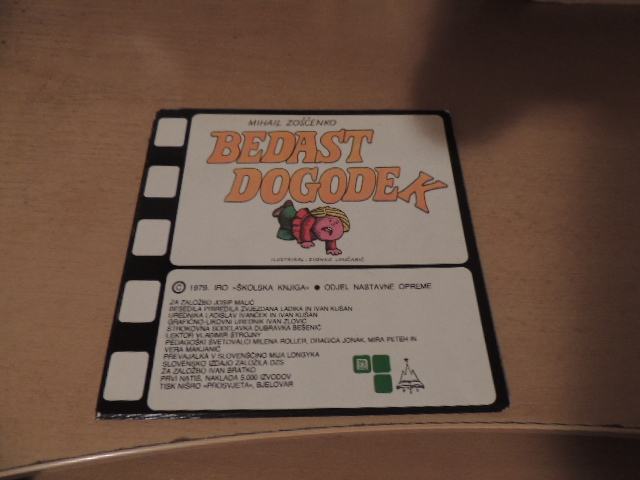 MIHAIL ZOŠČENKO
BEDAST
DOGODEK
ILUSTRIRAL: ZDENKO LONČARIĆ
© 1979. IRO »ŠKOLSKA KNJIGA« ● ODJEL NASTAVNE OPREME
ZA ZALOŽBO JOSIP MALIĆ
BESEDILA PRIREDILA ZVJEZDANA LADIKA IN IVAN KUŠAN
UREDNIKA LADISLAV IVANČEK IN IVAN KUŠAN
GRAFIČNO-LIKOVNI UREDNIK IVAN ZLOVIĆ
STROKOVNA SODELAVKA DUBRAVKA BEŠENIĆ
LEKTOR VLADIMIR STROJNY
PEDAGOŠKI SVETOVALCI MILENA ROLLER, DRAGICA JONAK, MIRA PETEH IN
VERA MAKJANIĆ
PREVAJALKA V SLOVENŠČINO MIJA LONGYKA
SLOVENSKO IZDAJO ZALOŽILA DZS
ZA ZALOŽBO IVAN BRATKO
PRVI NATIS, NAKLADA 5.000 IZVODOV
TISK NIŠRO »PROSVJETA«, BJELOVAR